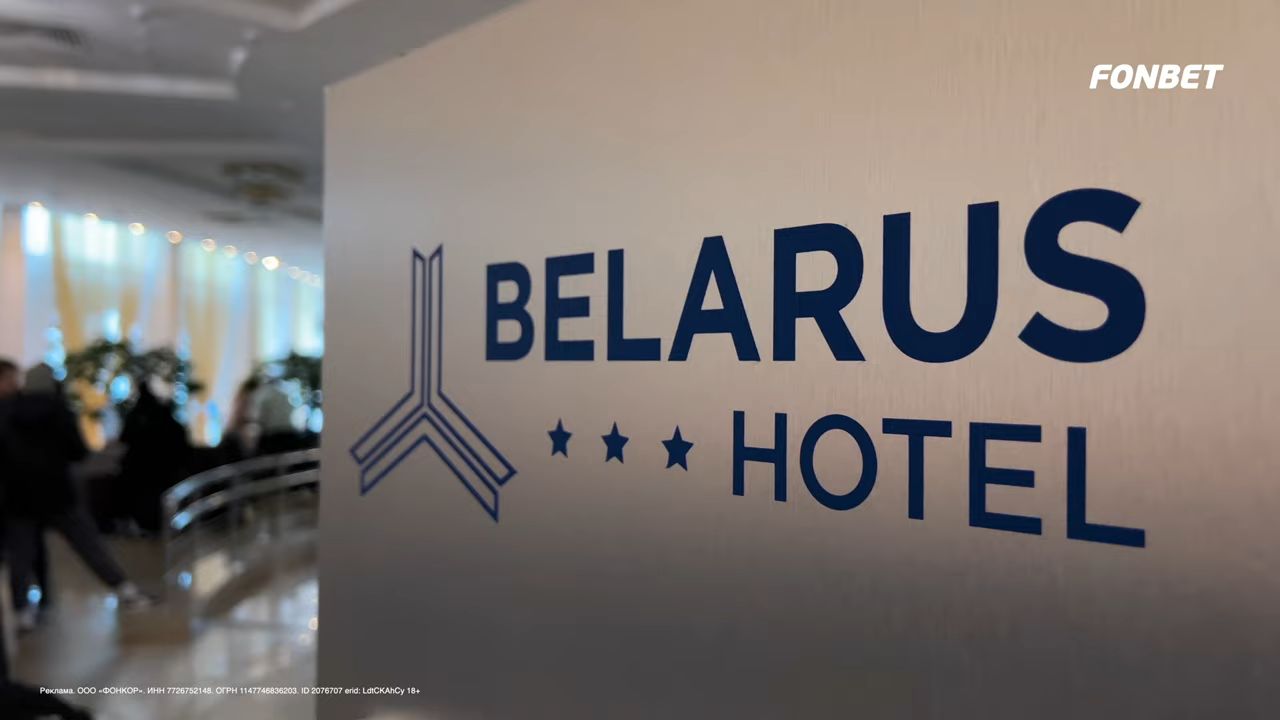 FONBET
BELARUS
HOTEL
Реклама. ООО «ФОНКОР». ИНН 7726752148. ОГРН 1147746836203. ID 2076707 erid: LdtCKAhCy 18+